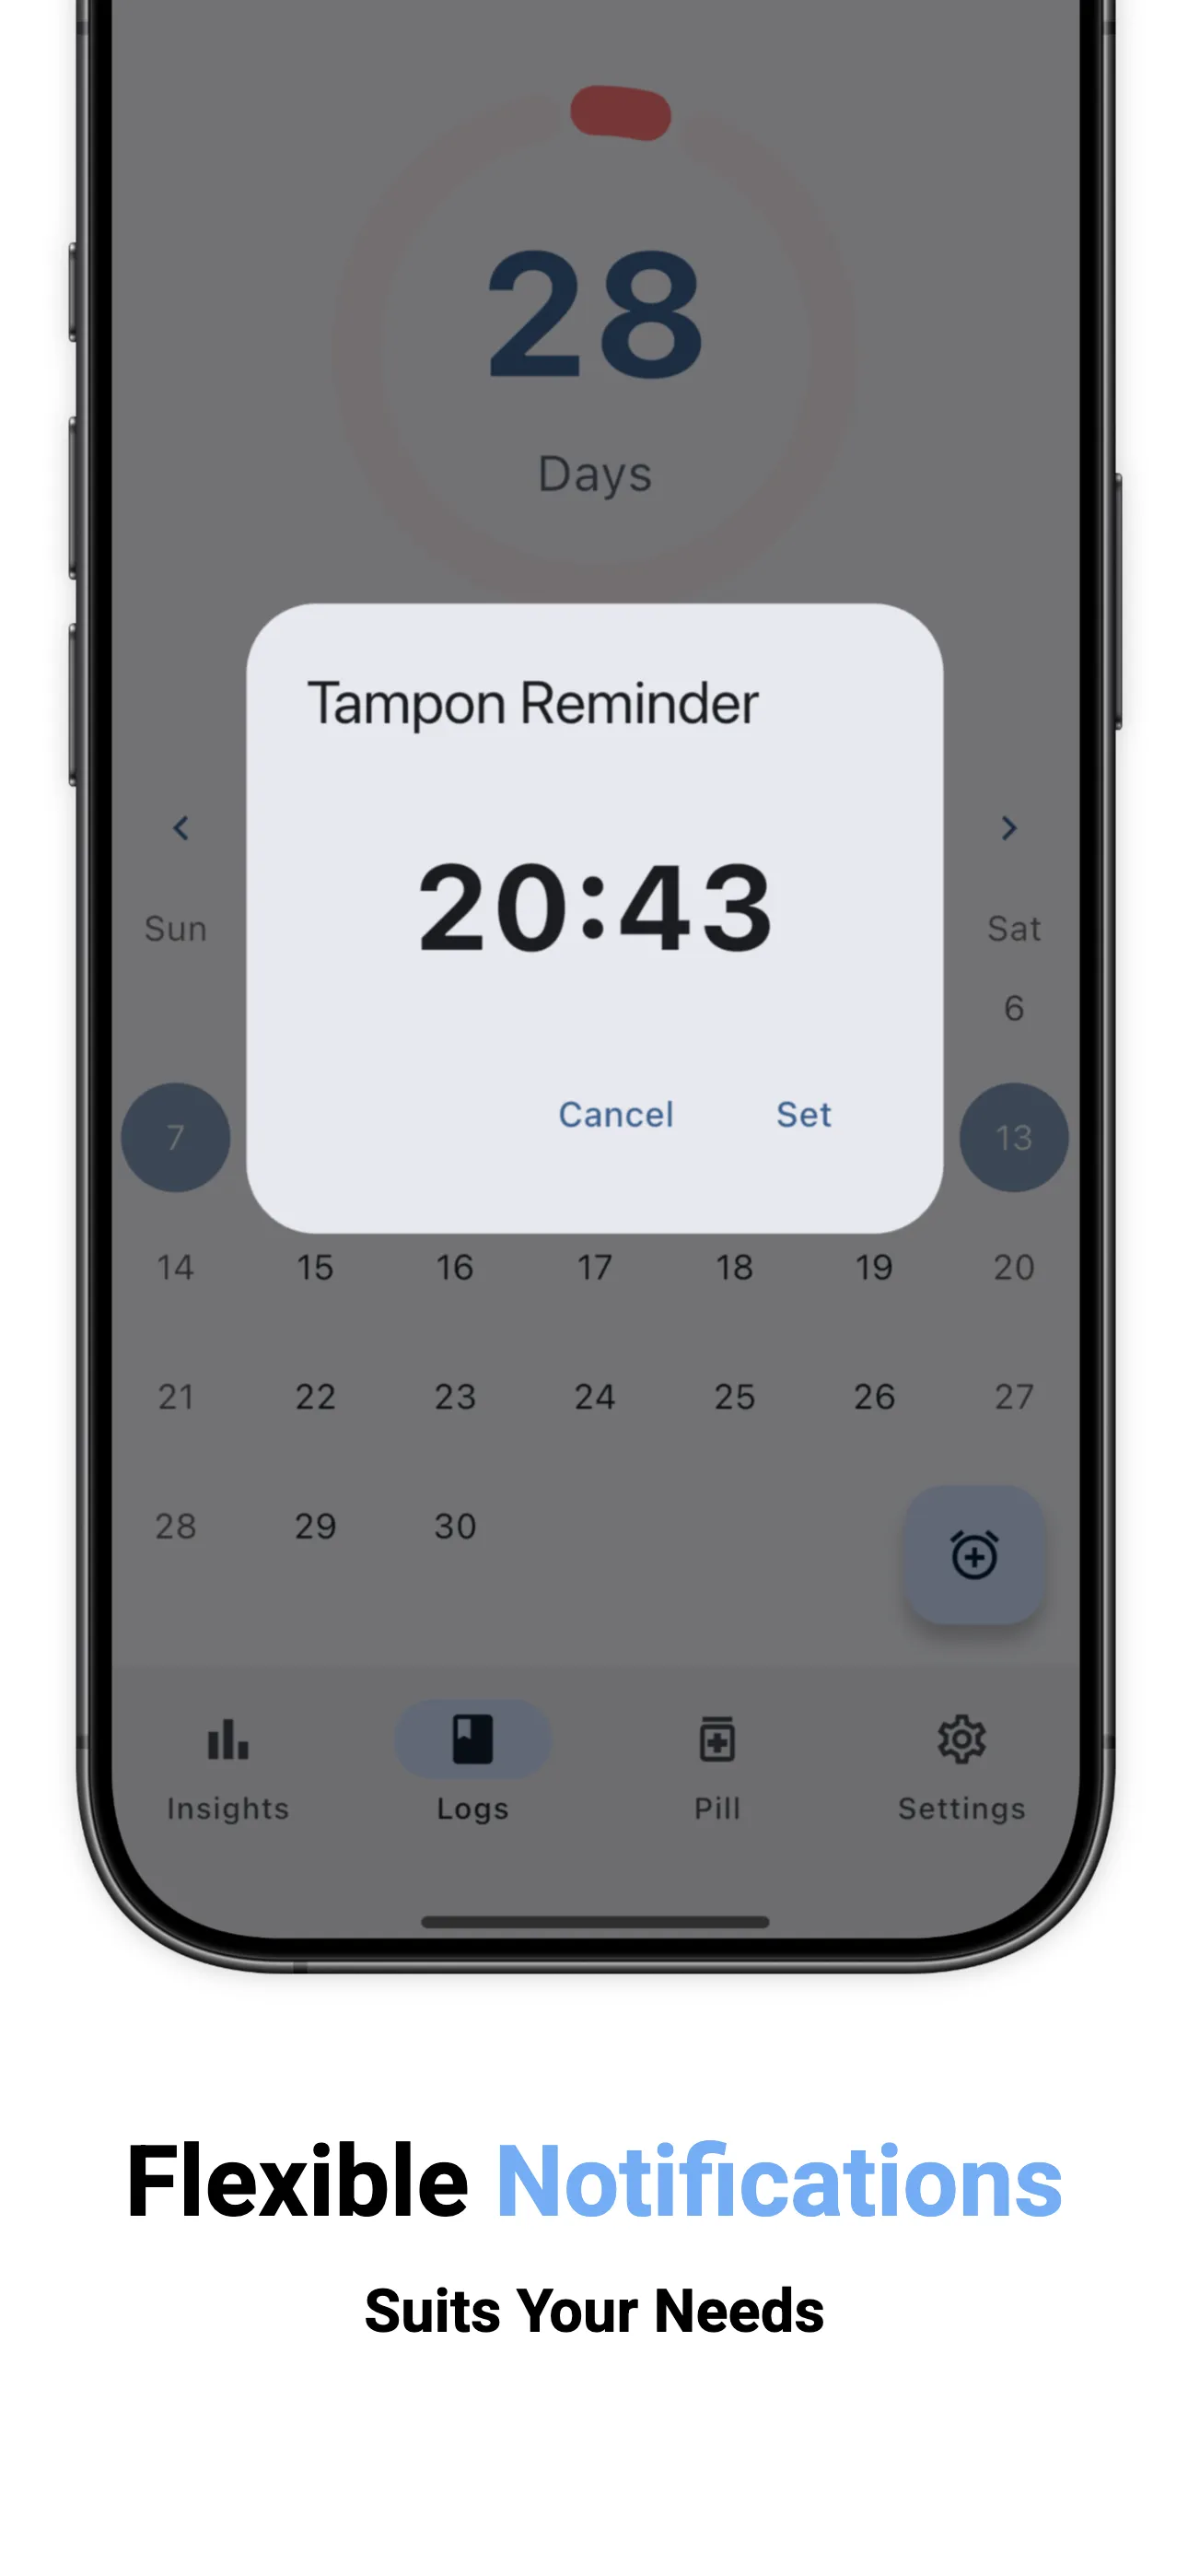 28
Days
Tampon Reminder
20:43
Cancel Set
Sun Sat
6
7 13
14 15 16 17 18 19 20
21 22 23 24 25 26 27
28 29 30
Insights Logs Pill Settings
Flexible Notifications
Suits Your Needs